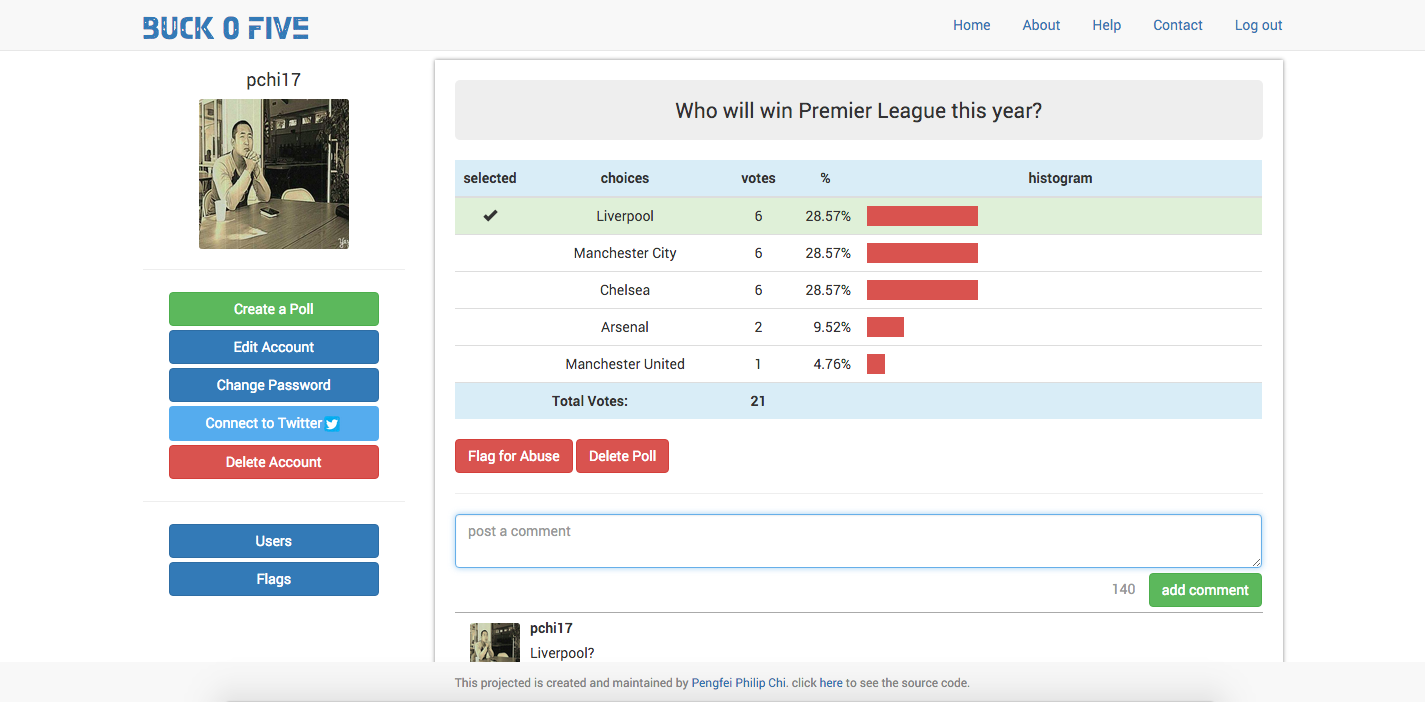 BUCK O FIVE
Home About Help Contact Log out
pchi17
Create a Poll
Edit Account
Change Password
Connect to Twitter
Delete Account
Users
Flags
Who will win Premier League this year?
selected choices votes % histogram
Liverpool 6 28.57%
Manchester City 6 28.57%
Chelsea 6 28.57%
Arsenal 2 9.52%
Manchester United 1 4.76%
Total Votes: 21
Flag for Abuse Delete Poll
post a comment
140 add comment
pchi17
Liverpool?
This projected is created and maintained by Pengfei Philip Chi. click here to see the source code.